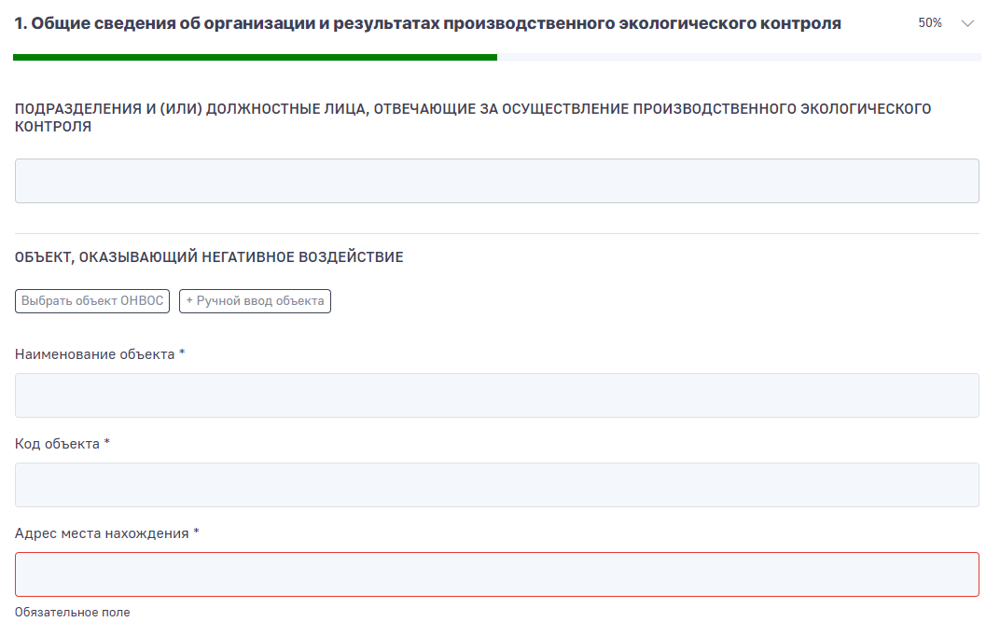 1. Общие сведения об организации и результатах производственного экологического контроля
50%
ПОДРАЗДЕЛЕНИЯ И (ИЛИ) ДОЛЖНОСТНЫЕ ЛИЦА, ОТВЕЧАЮЩИЕ ЗА ОСУЩЕСТВЛЕНИЕ ПРОИЗВОДСТВЕННОГО ЭКОЛОГИЧЕСКОГО
КОНТРОЛЯ
ОБЪЕКТ, ОКАЗЫВАЮЩИЙ НЕГАТИВНОЕ ВОЗДЕЙСТВИЕ
Выбрать объект ОНВОС
+ Ручной ввод объекта
Наименование объекта *
Код объекта *
Адрес места нахождения *
Обязательное поле